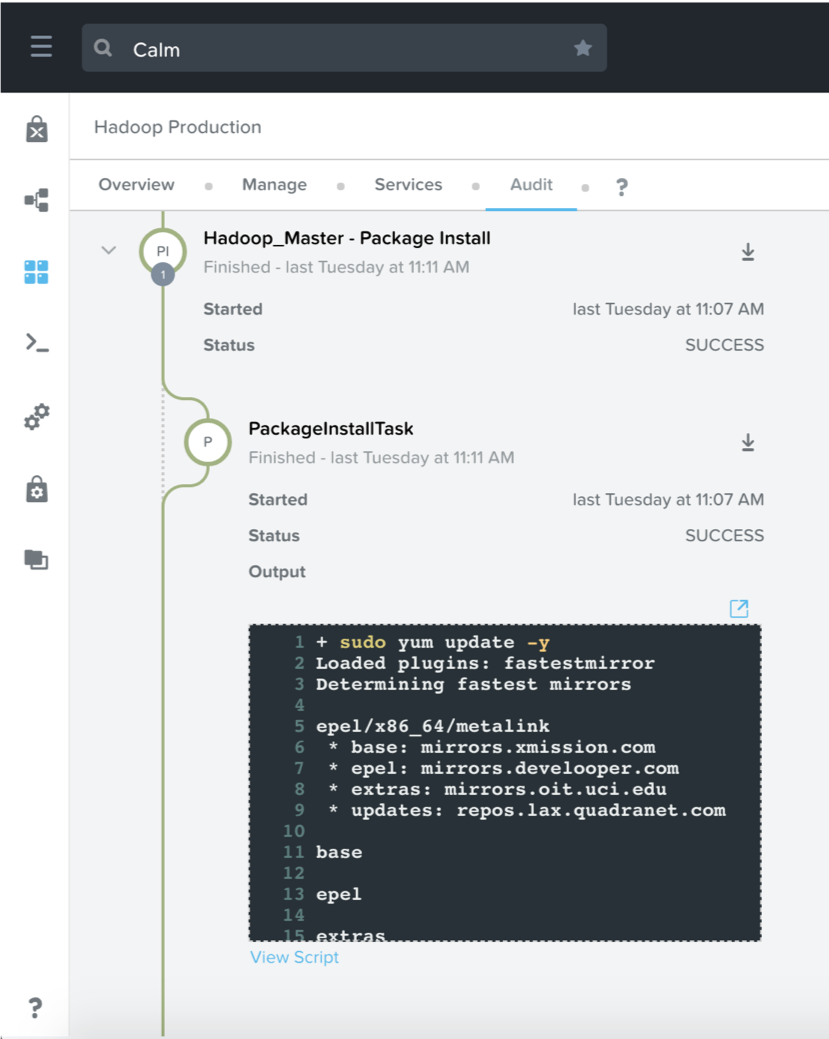 Calm
Hadoop Production
Overview Manage Services Audit ?
PI Hadoop_Master - Package Install
1 Finished - last Tuesday at 11:11 AM
Started last Tuesday at 11:07 AM
Status SUCCESS
P PackageInstallTask
Finished - last Tuesday at 11:11 AM
Started last Tuesday at 11:07 AM
Status SUCCESS
Output
1 + sudo yum update -y
2 Loaded plugins: fastestmirror
3 Determining fastest mirrors
4
5 epel/x86_64/metalink
6 * base: mirrors.xmission.com
7 * epel: mirrors.developer.com
8 * extras: mirrors.oit.uci.edu
9 * updates: repos.lax.quadranet.com
10
11 base
12
13 epel
14
15 extras
View Script
?